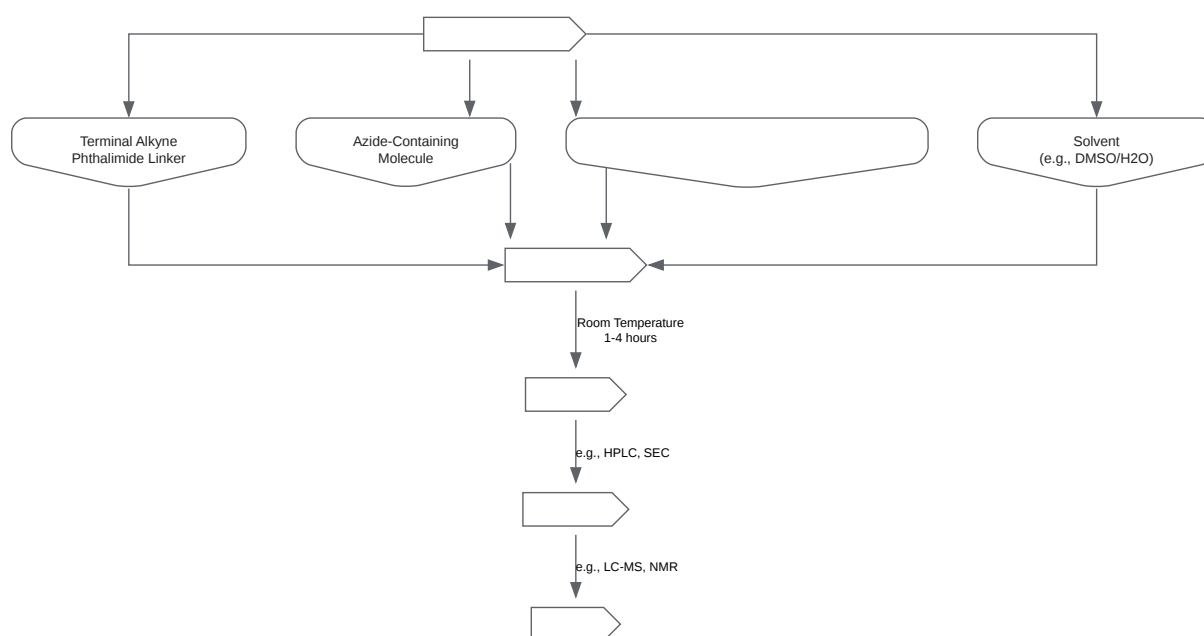 Terminal Alkyne
Phthalimide Linker
Azide-Containing
Molecule
Solvent
(e.g., DMSO/H2O)
Room Temperature
1-4 hours
e.g., HPLC, SEC
e.g., LC-MS, NMR